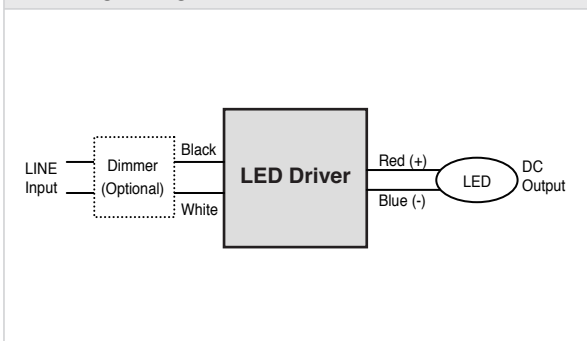 LINE
Input
Dimmer
(Optional)
Black
White
LED Driver
Red (+)
Blue (-)
LED
DC
Output